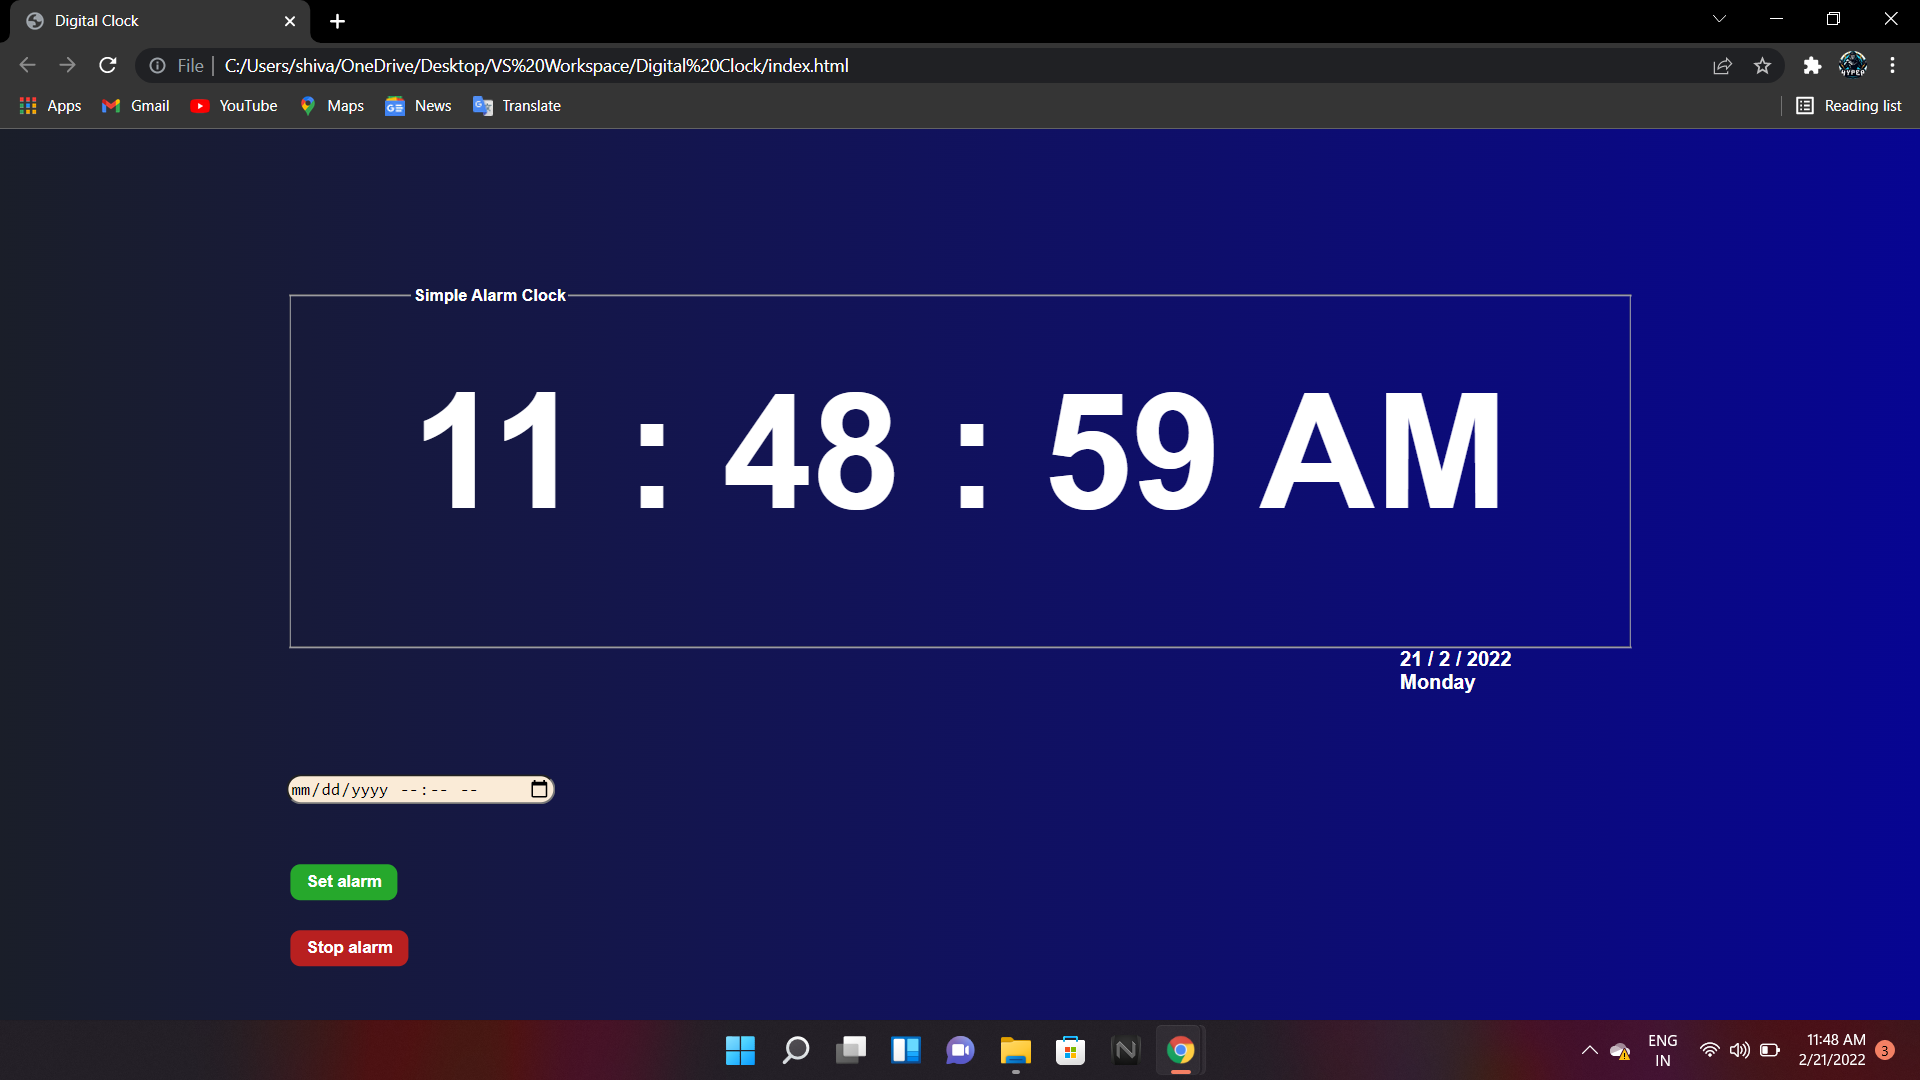 Digital Clock
File | C:/Users/shiva/OneDrive/Desktop/VS%20Workspace/Digital%20Clock/index.html
Apps Gmail YouTube Maps News Translate Reading list
Simple Alarm Clock
11 : 48 : 59 AM
21 / 2 / 2022
Monday
mm/dd/yyyy --:-- --
Set alarm
Stop alarm
ENG
IN
11:48 AM
2/21/2022
3